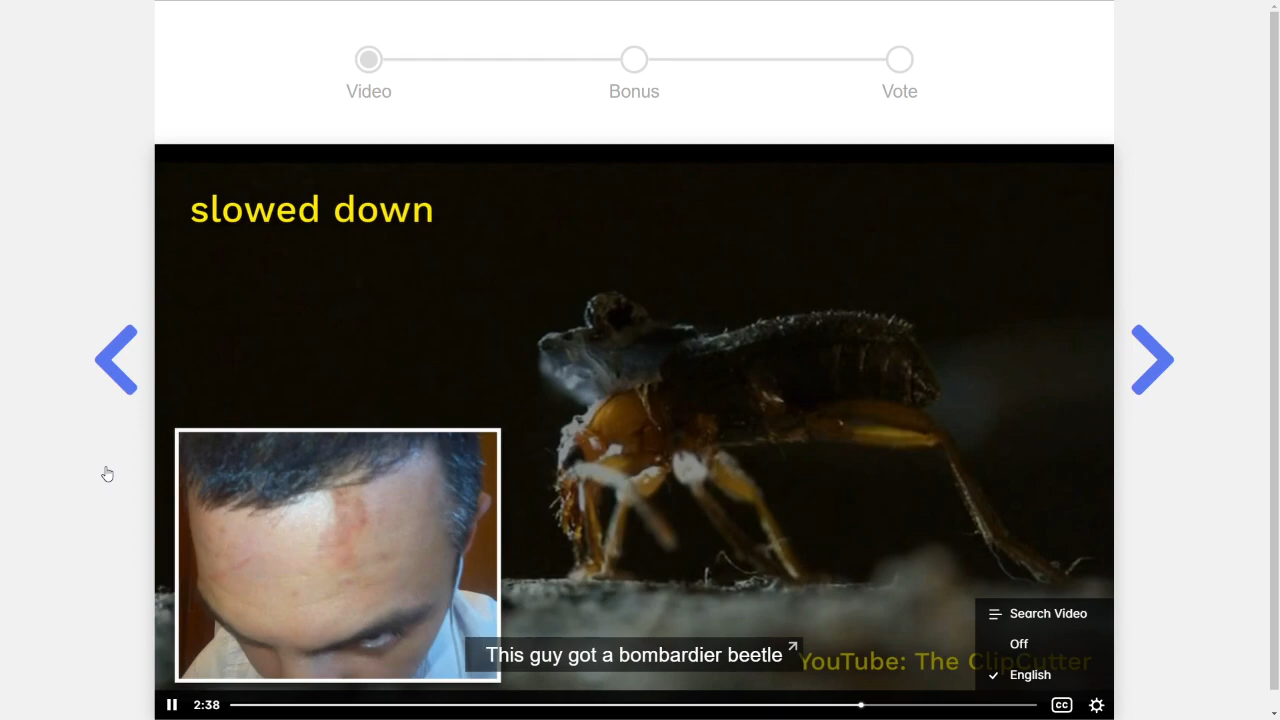 Video
Bonus
Vote
slowed down
This guy got a bombardier beetle
YouTube: The ClipCutter
Search Video
Off
English
2:38
CC